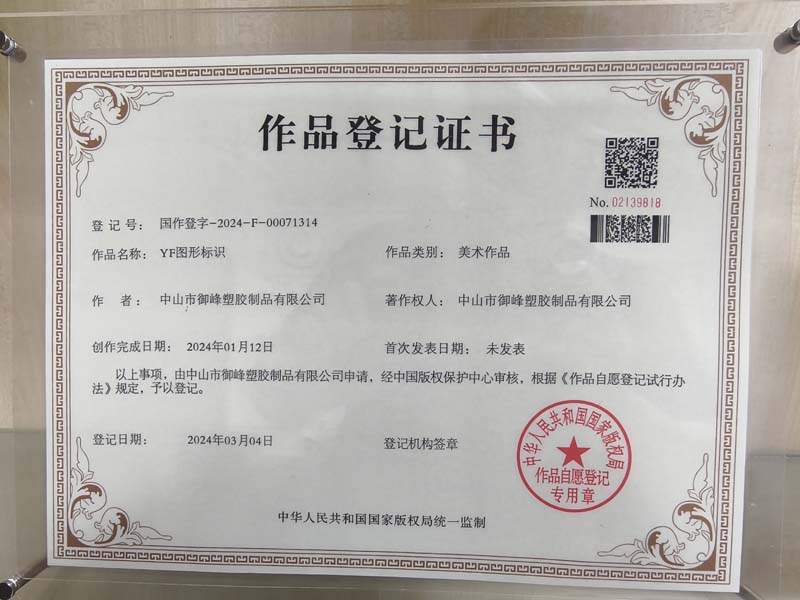 作品登记证书
No. 02139818
登 记 号： 国作登字-2024-F-00071314
作品名称： YF图形标识 作品类别： 美术作品
作 者： 中山市御峰塑胶制品有限公司 著作权人： 中山市御峰塑胶制品有限公司
创作完成日期： 2024年01月12日 首次发表日期： 未发表
以上事项，由中山市御峰塑胶制品有限公司申请，经中国版权保护中心审核，根据《作品自愿登记试行办
法》规定，予以登记。
登记日期： 2024年03月04日 登记机构签章
中华人民共和国国家版权局
作品自愿登记
专用章
中华人民共和国国家版权局统一监制